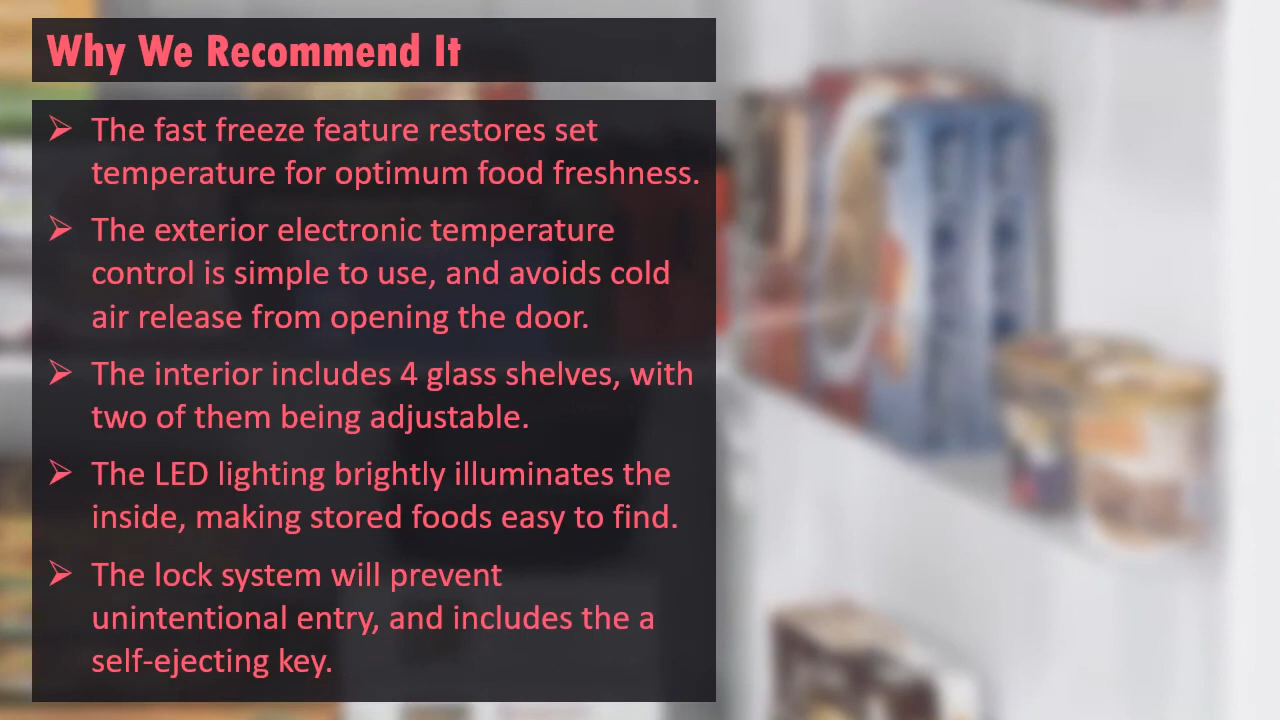 Why We Recommend It
The fast freeze feature restores set
temperature for optimum food freshness.
The exterior electronic temperature
control is simple to use, and avoids cold
air release from opening the door.
The interior includes 4 glass shelves, with
two of them being adjustable.
The LED lighting brightly illuminates the
inside, making stored foods easy to find.
The lock system will prevent
unintentional entry, and includes the a
self-ejecting key.